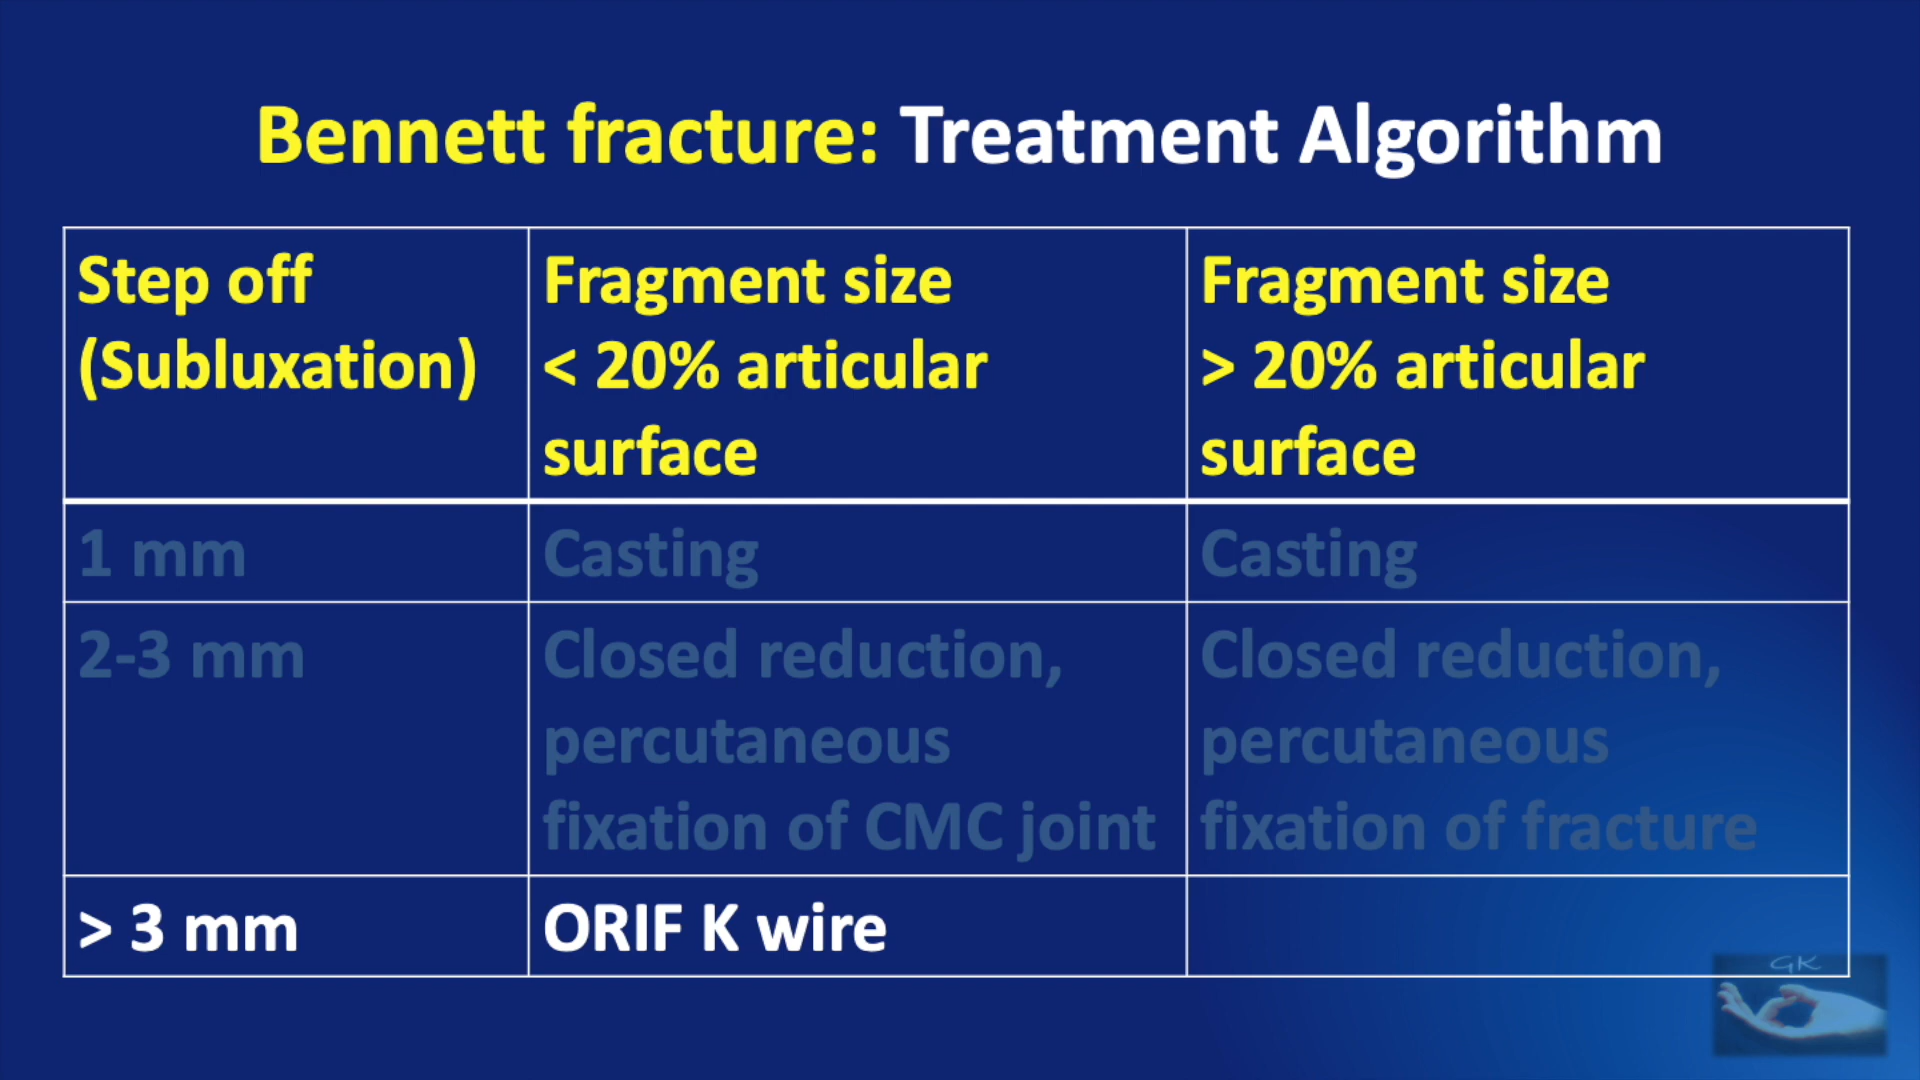 Bennett fracture: Treatment Algorithm
Step off
(Subluxation)
Fragment size
< 20% articular
surface
Fragment size
> 20% articular
surface
1 mm
Casting
Casting
2-3 mm
Closed reduction,
percutaneous
fixation of CMC joint
Closed reduction,
percutaneous
fixation of fracture
> 3 mm
ORIF K wire
GK